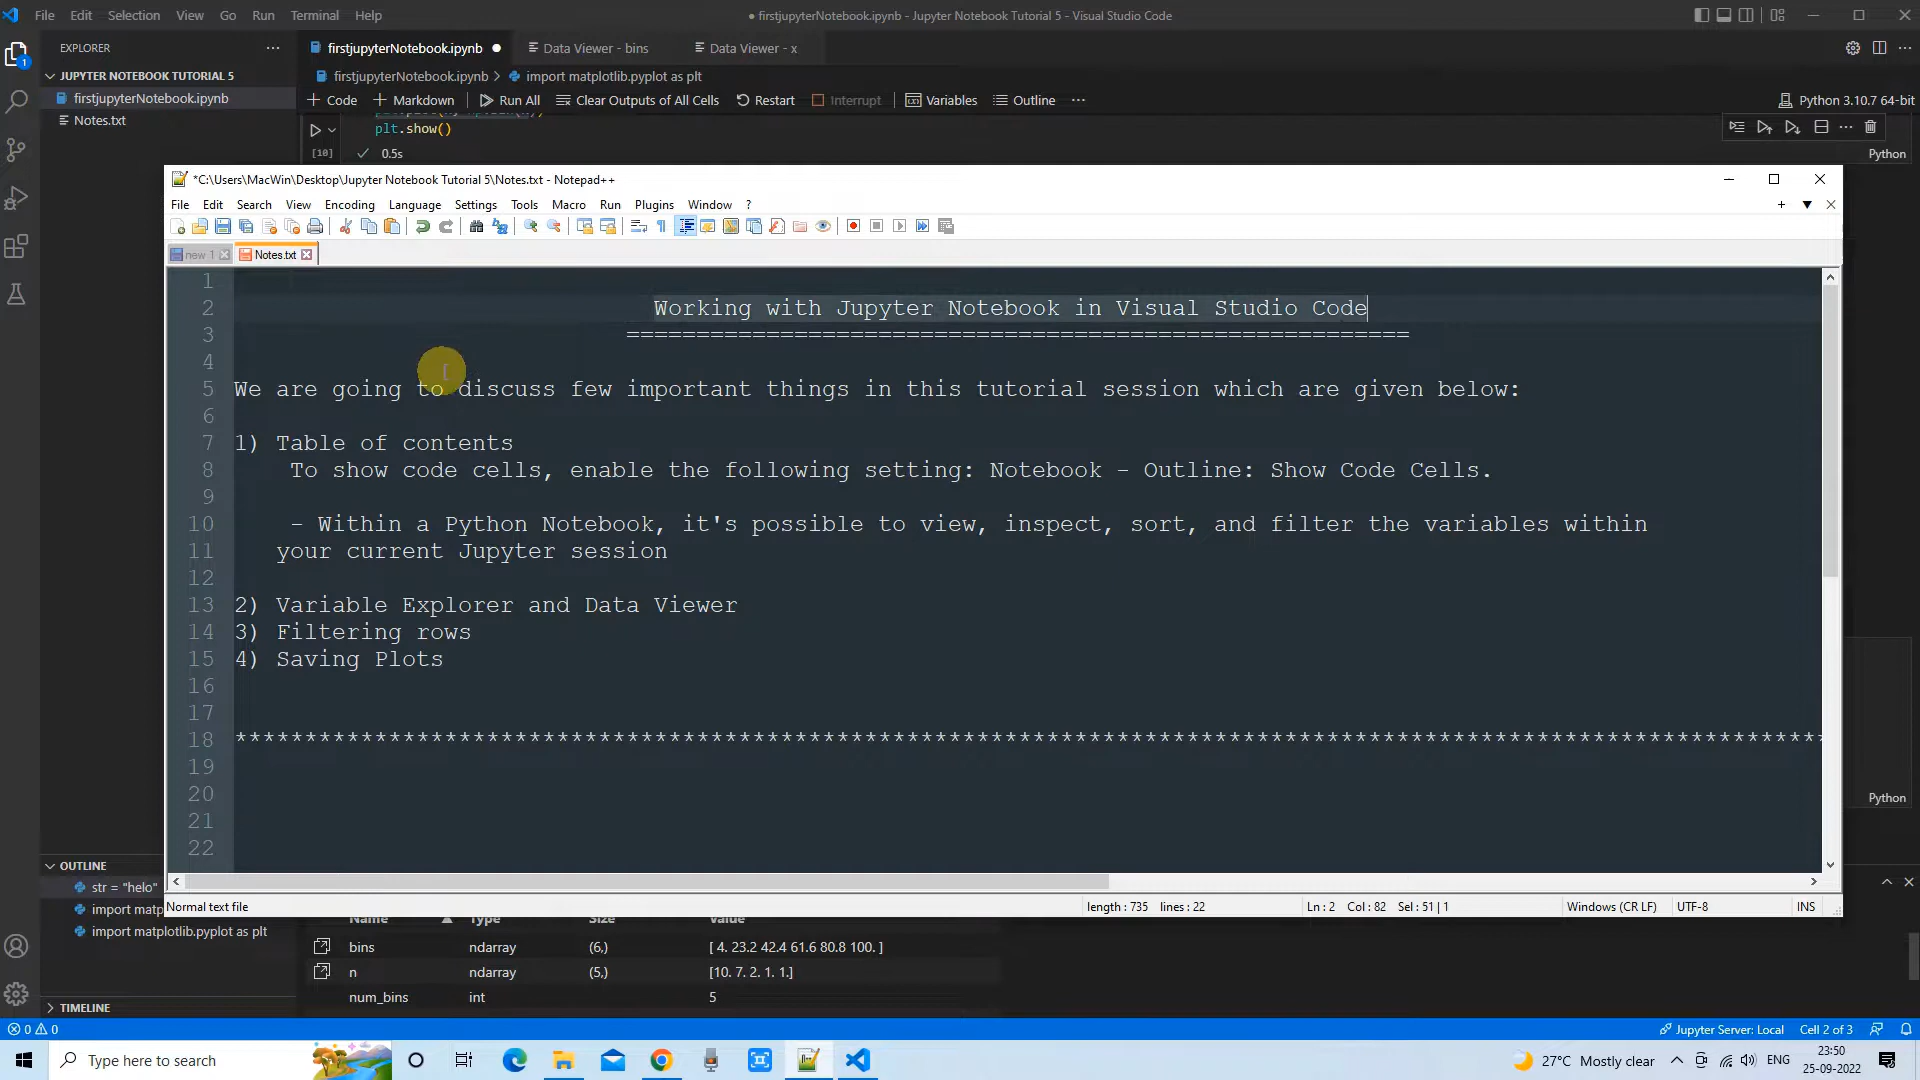 File Edit Selection View Go Run Terminal Help
● firstjupyterNotebook.ipynb - Jupyter Notebook Tutorial 5 - Visual Studio Code
EXPLORER
firstjupyterNotebook.ipynb ● Data Viewer - bins Data Viewer - x
JUPYTER NOTEBOOK TUTORIAL 5
firstjupyterNotebook.ipynb > import matplotlib.pyplot as plt
1
firstjupyterNotebook.ipynb
+ Code + Markdown Run All Clear Outputs of All Cells Restart Interrupt Variables Outline ···
Python 3.10.7 64-bit
Notes.txt
plt.show()
[10] ✓ 0.5s
Python
*C:\Users\MacWin\Desktop\Jupyter Notebook Tutorial 5\Notes.txt - Notepad++
File Edit Search View Encoding Language Settings Tools Macro Run Plugins Window ?
new 1 Notes.txt
1
2 Working with Jupyter Notebook in Visual Studio Code
3 ========================================================
4
5 We are going to discuss few important things in this tutorial session which are given below:
6
7 1) Table of contents
8 To show code cells, enable the following setting: Notebook - Outline: Show Code Cells.
9
10 - Within a Python Notebook, it's possible to view, inspect, sort, and filter the variables within
11 your current Jupyter session
12
13 2) Variable Explorer and Data Viewer
14 3) Filtering rows
15 4) Saving Plots
16
17
18 *****************************************************************************************************************
19
20
21
22
Python
Normal text file length : 735 lines : 22 Ln : 2 Col : 82 Sel : 51 | 1 Windows (CR LF) UTF-8 INS
OUTLINE
str = "helo"
import matp
import matplotlib.pyplot as plt
Name Type Size Value
bins ndarray (6,) [ 4. 23.2 42.4 61.6 80.8 100. ]
n ndarray (5,) [10. 7. 2. 1. 1.]
num_bins int 5
TIMELINE
0 0
Jupyter Server: Local Cell 2 of 3
Type here to search
27°C Mostly clear
ENG
23:50
25-09-2022